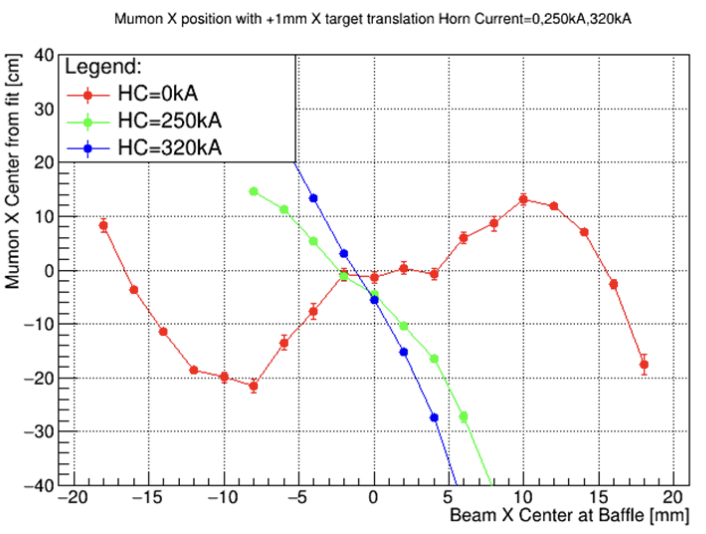 Mumon X position with +1mm X target translation Horn Current=0,250kA,320kA
Mumon X Center from fit [cm]
40
30
20
10
0
−10
−20
−30
−40
Legend:
HC=0kA
HC=250kA
HC=320kA
−20 −15 −10 −5 0 5 10 15 20
Beam X Center at Baffle [mm]